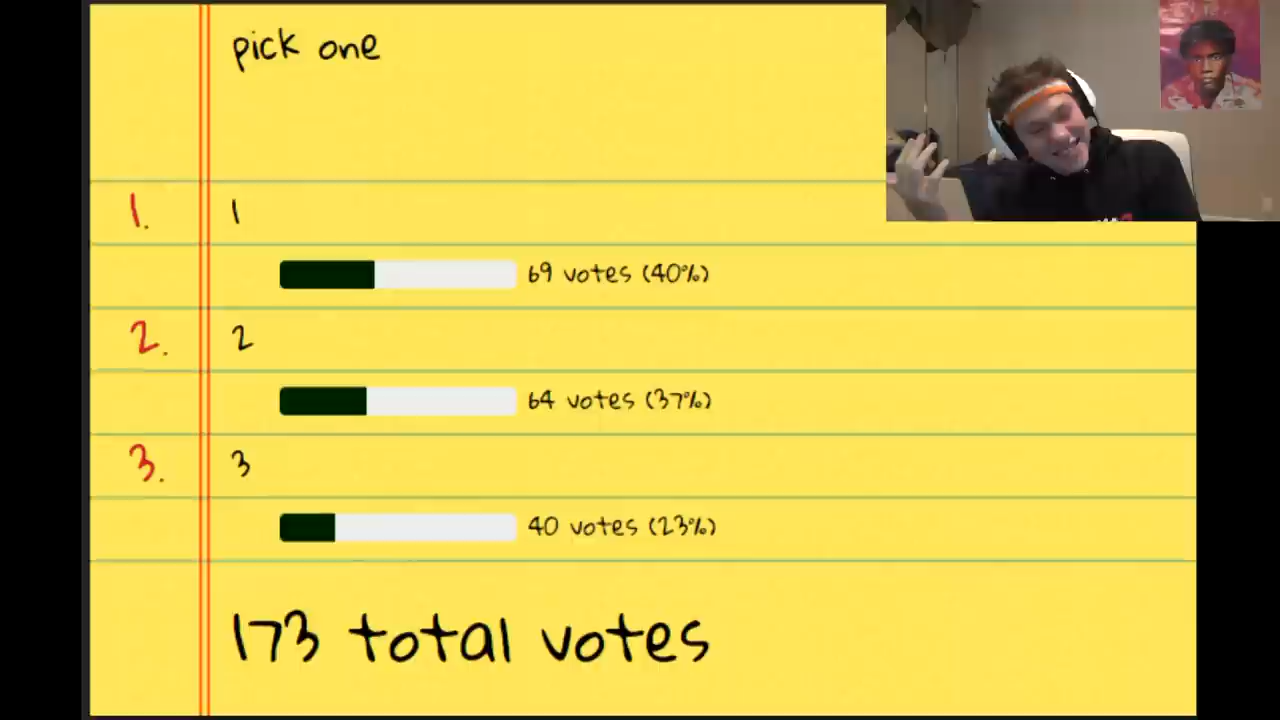 pick one
1. 1
69 votes (40%)
2. 2
64 votes (37%)
3. 3
40 votes (23%)
173 total votes